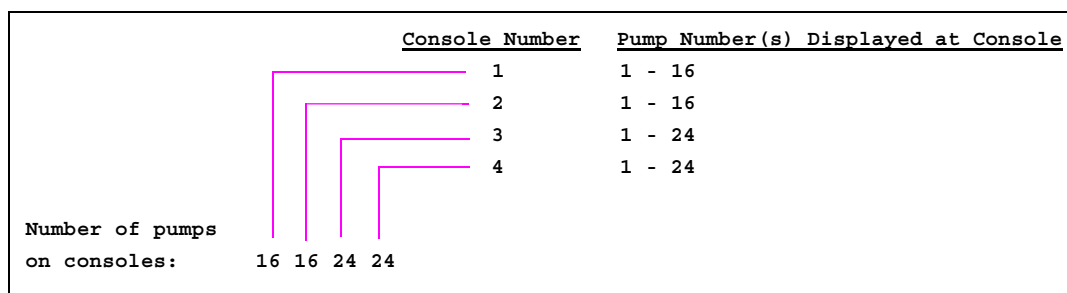 Console Number Pump Number(s) Displayed at Console
1 1 - 16
2 1 - 16
3 1 - 24
4 1 - 24
Number of pumps
on consoles: 16 16 24 24